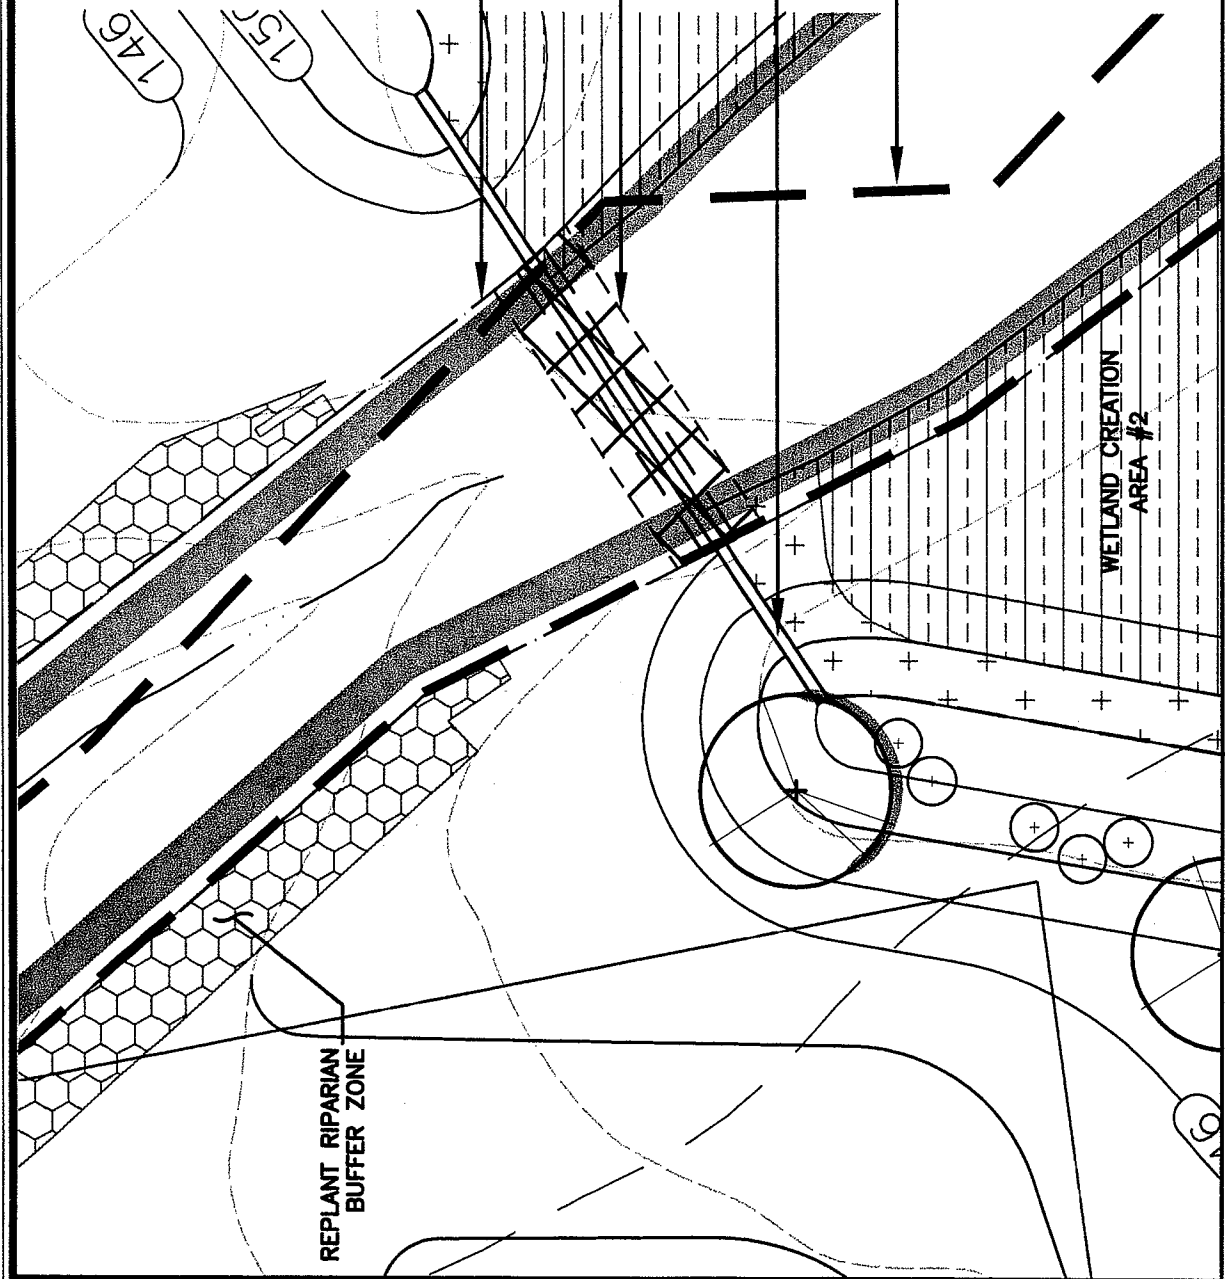 146
WETLAND CREATION
AREA #2
REPLANT RIPARIAN
BUFFER ZONE